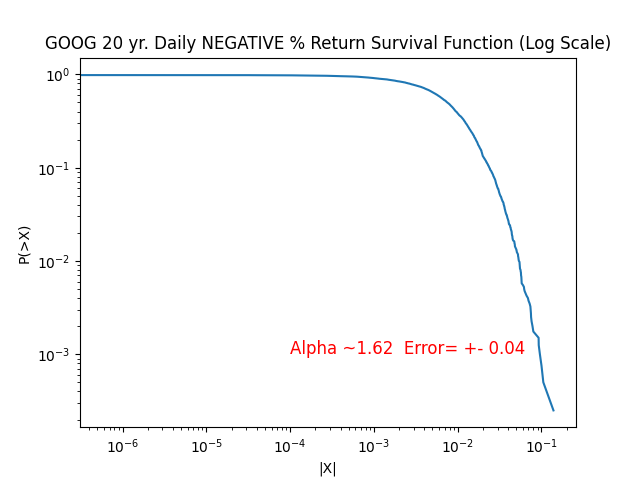 GOOG 20 yr. Daily NEGATIVE % Return Survival Function (Log Scale)
10⁰
10⁻¹
10⁻²
10⁻³
P(>X)
Alpha ~1.62  Error= +- 0.04
10⁻⁶ 10⁻⁵ 10⁻⁴ 10⁻³ 10⁻² 10⁻¹
|X|